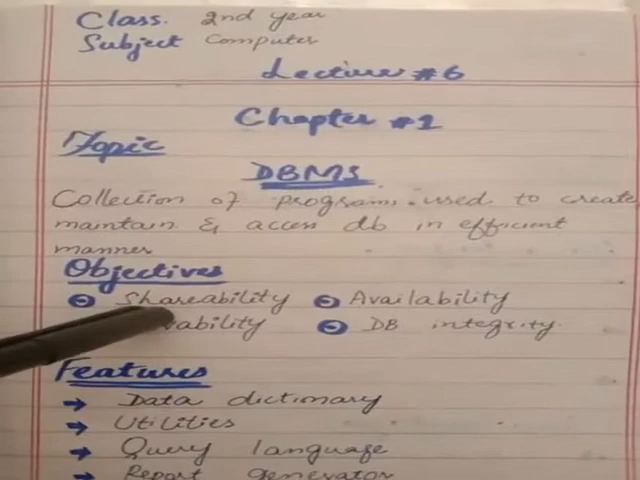 Class. 2nd year
Subject Computer
Lecture #6
Chapter #1
Topic
DBMS
Collection of programs used to create
maintain & access db in efficient
manner
Objectives
Shareability Availability
DB integrity.
Features
Data dictionary
Utilities
Query language
Report generator